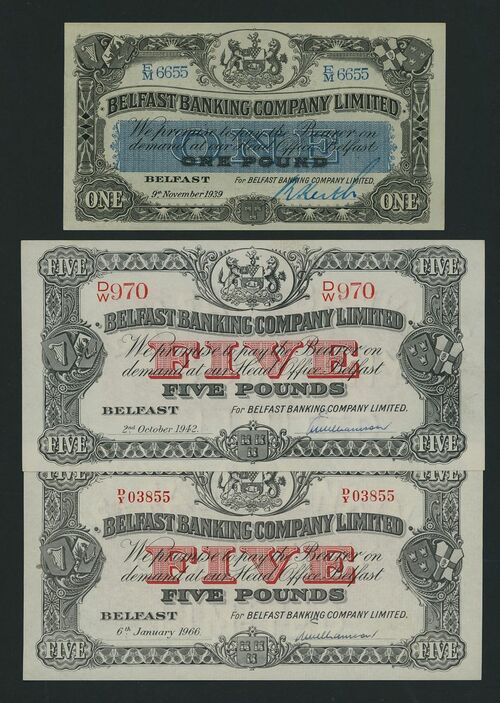 E/M 6655 E/M 6655
BELFAST BANKING COMPANY LIMITED
We promise to pay the Bearer on
demand at our Head Office Belfast
ONE
ONE POUND
BELFAST For BELFAST BANKING COMPANY LIMITED.
9th November 1939
ONE ONE
FIVE FIVE
D/W 970 D/W 970
BELFAST BANKING COMPANY LIMITED
We promise to pay the Bearer on
FIVE
demand at our Head Office Belfast
FIVE POUNDS
BELFAST For BELFAST BANKING COMPANY LIMITED.
2nd October 1942.
FIVE FIVE
D/Y 03855 D/Y 03855
BELFAST BANKING COMPANY LIMITED
We promise to pay the Bearer on
FIVE
demand at our Head Office Belfast
FIVE POUNDS
BELFAST For BELFAST BANKING COMPANY LIMITED.
6th January 1966.
FIVE FIVE